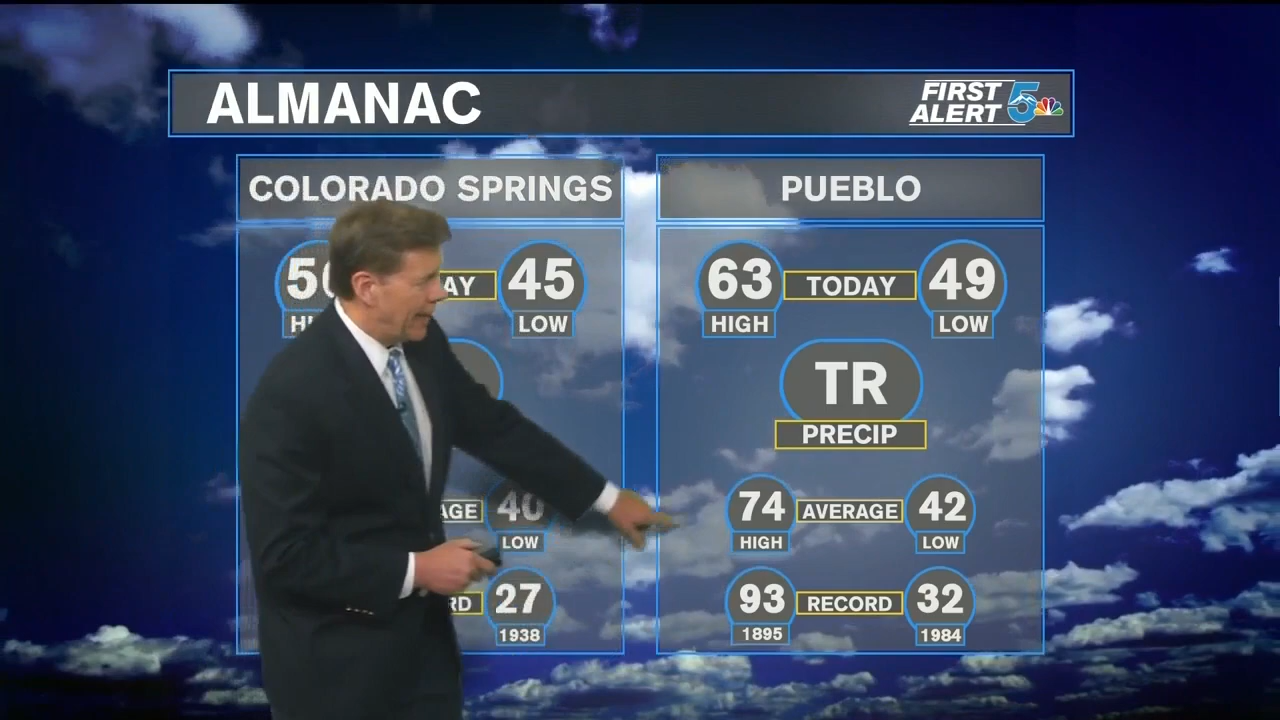 ALMANAC
FIRST
ALERT 5
COLORADO SPRINGS
45
LOW
40
LOW
27
1938
PUEBLO
63 TODAY 49
HIGH LOW
TR
PRECIP
74 AVERAGE 42
HIGH LOW
93 RECORD 32
1895 1984